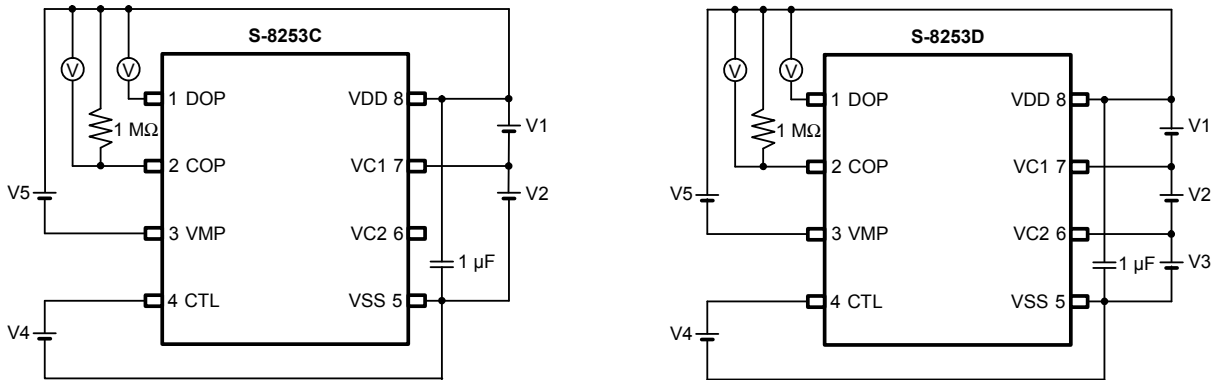 S-8253C
V
V
1 DOP
VDD 8
1 MΩ
V1
2 COP
VC1 7
V5
V2
3 VMP
VC2 6
1 µF
4 CTL
VSS 5
V4
S-8253D
V
V
1 DOP
VDD 8
1 MΩ
V1
2 COP
VC1 7
V5
V2
3 VMP
VC2 6
1 µF
V3
4 CTL
VSS 5
V4